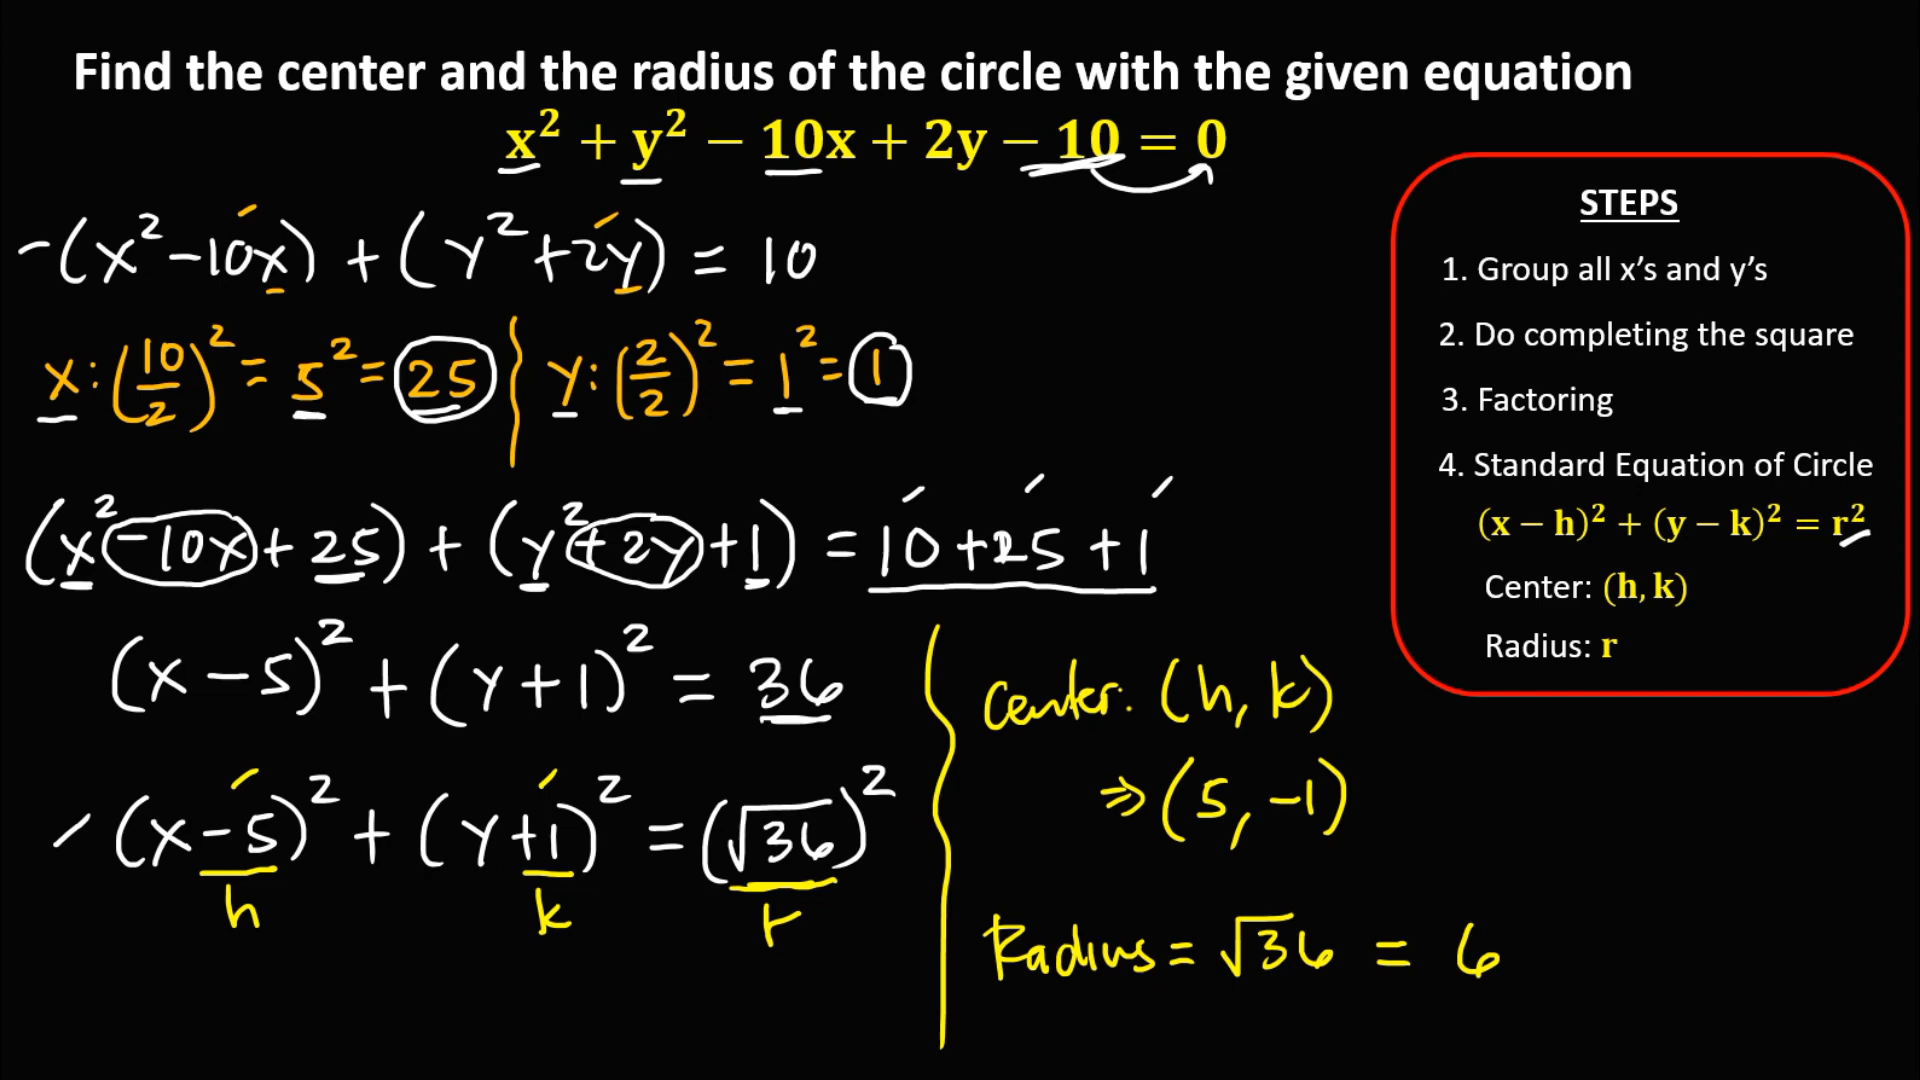 Find the center and the radius of the circle with the given equation
x² + y² − 10x + 2y − 10 = 0
(x² − 10x) + (y² + 2y) = 10
x: (10/2)² = 5² = 25
y: (2/2)² = 1² = 1
(x² − 10x + 25) + (y² + 2y + 1) = 10 + 25 + 1
(x − 5)² + (y + 1)² = 36
(x − 5)² + (y + 1)² = (√36)²
h k r
Center: (h, k)
⇒ (5, −1)
Radius = √36 = 6
STEPS
1. Group all x’s and y’s
2. Do completing the square
3. Factoring
4. Standard Equation of Circle
(x − h)² + (y − k)² = r²
Center: (h, k)
Radius: r